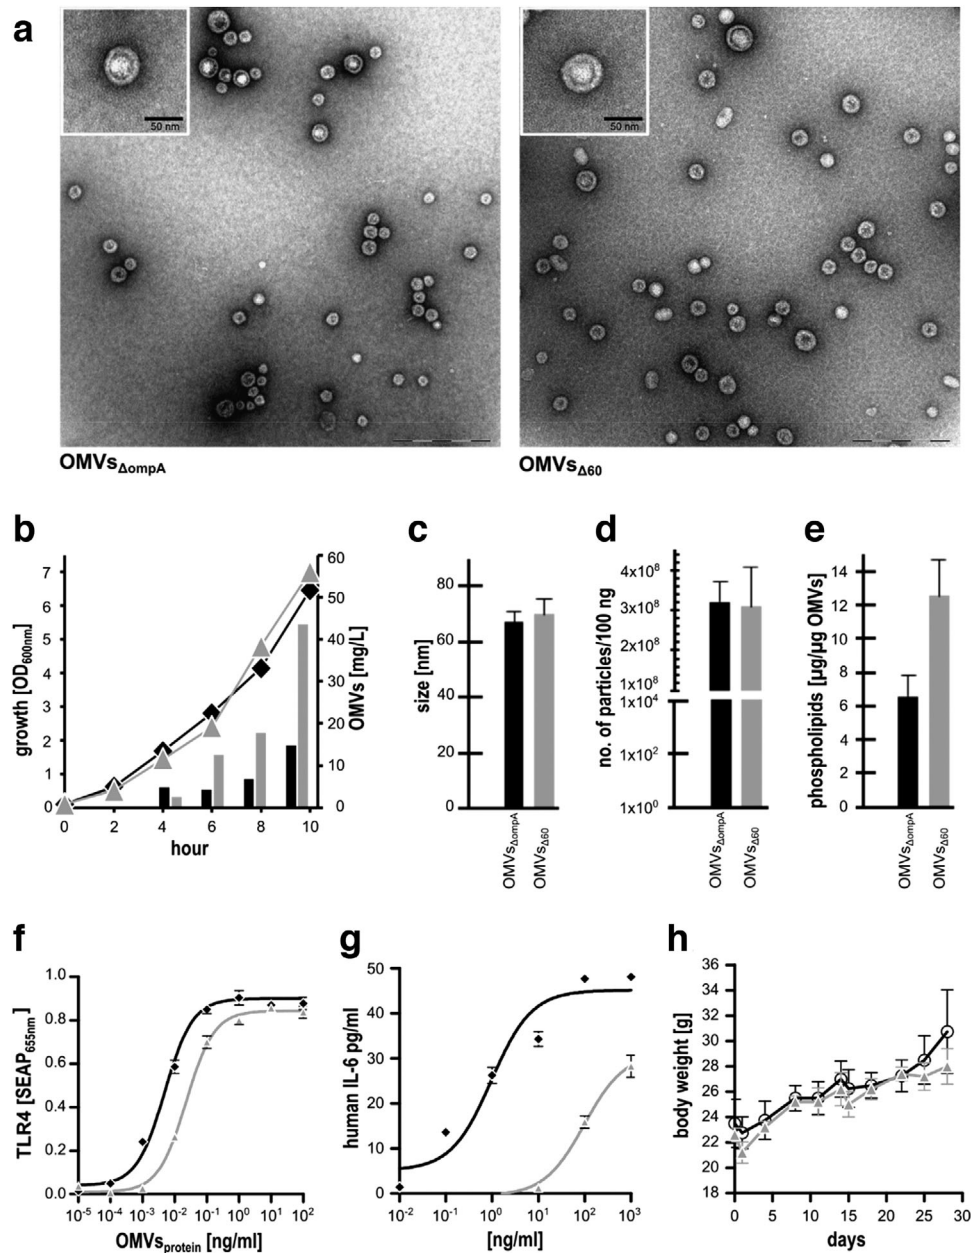 a
50 nm
50 nm
OMVsΔompA
OMVsΔ60
b
growth [OD600nm]
7
6
5
4
3
2
1
0
60
50
40
30
20
10
0
OMVs [mg/L]
0 2 4 6 8 10
hour
c
size [nm]
80
60
40
20
0
OMVsΔompA
OMVsΔ60
d
no. of particles/100 ng
4x10⁸
3x10⁸
2x10⁸
1x10⁸
1x10⁴
1x10²
1x10⁰
OMVsΔompA
OMVsΔ60
e
phospholipids [µg/µg OMVs]
14
12
10
8
6
4
2
0
OMVsΔompA
OMVsΔ60
f
TLR4 [SEAP655nm]
1.0
0.8
0.6
0.4
0.2
0.0
10⁻⁵ 10⁻⁴ 10⁻³ 10⁻² 10⁻¹ 10⁰ 10¹ 10²
OMVsprotein [ng/ml]
g
human IL-6 pg/ml
50
40
30
20
10
0
10⁻² 10⁻¹ 10⁰ 10¹ 10² 10³
[ng/ml]
h
body weight [g]
36
34
32
30
28
26
24
22
20
18
0 5 10 15 20 25 30
days